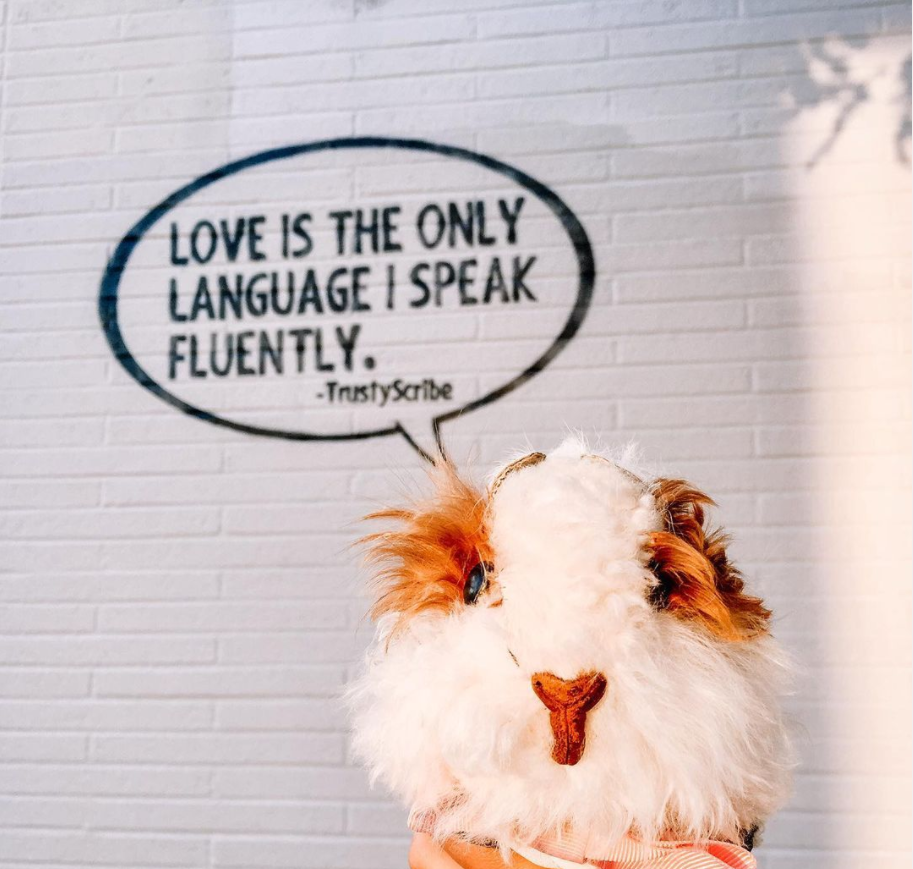 LOVE IS THE ONLY
LANGUAGE I SPEAK
FLUENTLY.
-TrustyScribe